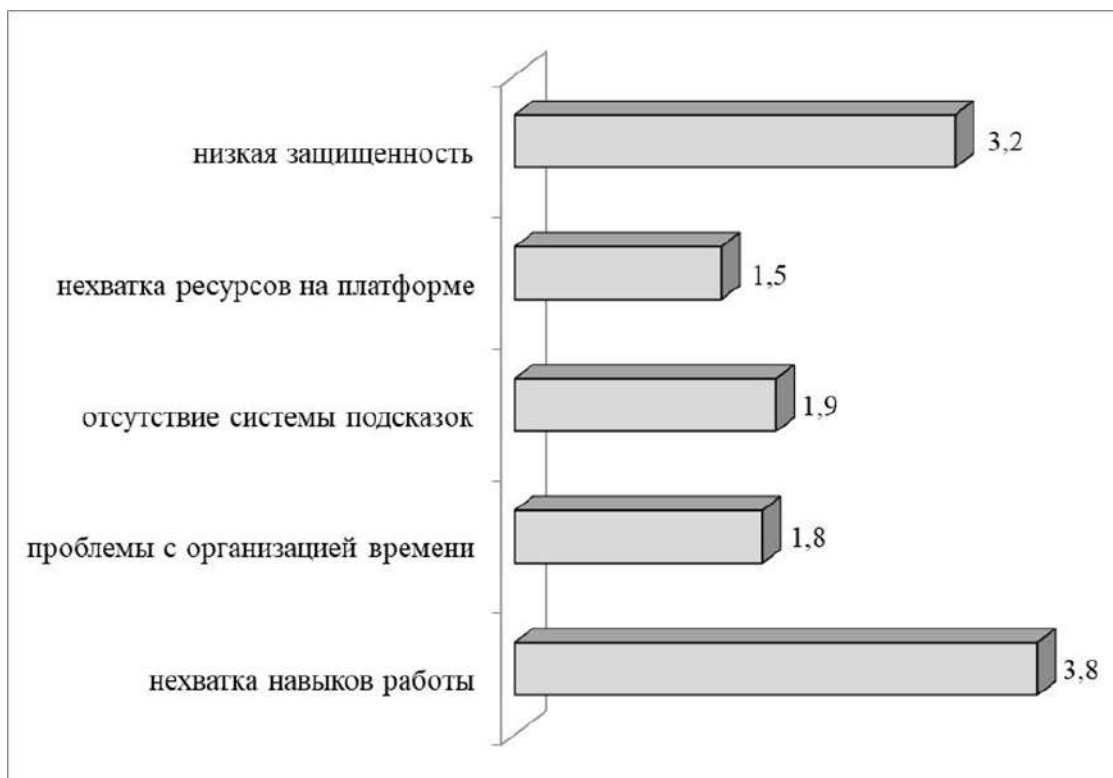 низкая защищенность
3,2
нехватка ресурсов на платформе
1,5
отсутствие системы подсказок
1,9
проблемы с организацией времени
1,8
нехватка навыков работы
3,8